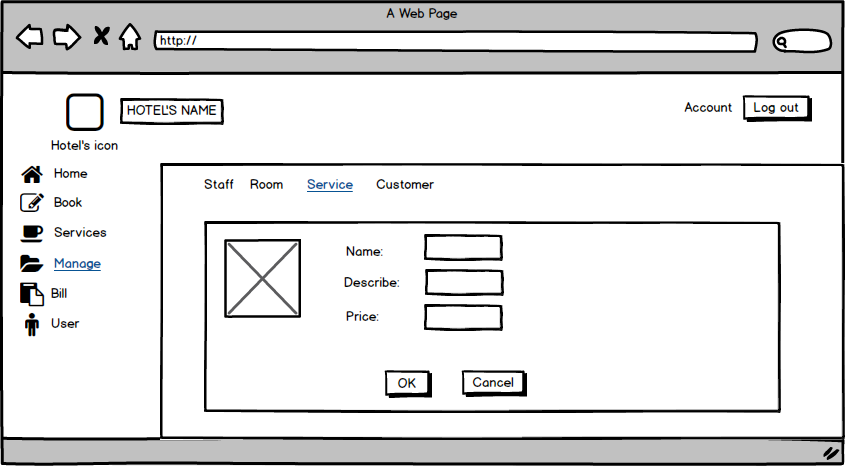 A Web Page
http://
HOTEL'S NAME
Account
Log out
Hotel's icon
Home
Book
Services
Manage
Bill
User
Staff Room Service Customer
Name:
Describe:
Price:
OK
Cancel